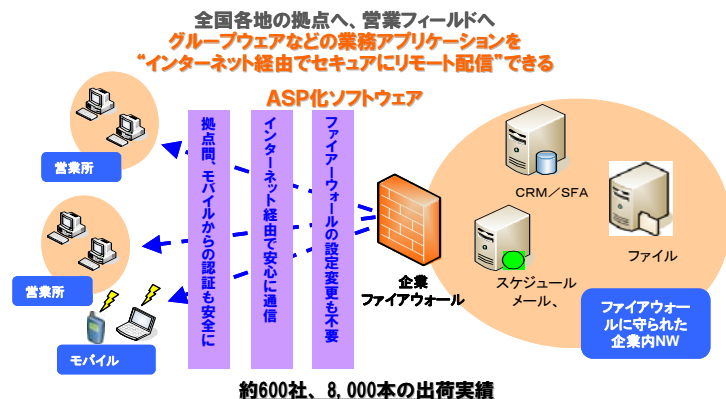 全国各地の拠点へ、営業フィールドへ
グループウェアなどの業務アプリケーションを
“インターネット経由でセキュアにリモート配信”できる
ASP化ソフトウェア
営業所
営業所
モバイル
拠点間、モバイルからの認証も安全に
インターネット経由で安心に通信
ファイアーウォールの設定変更も不要
企業
ファイアウォール
CRM／SFA
ファイル
スケジュール
メール、
ファイアウォー
ルに守られた
企業内NW
約600社、8,000本の出荷実績